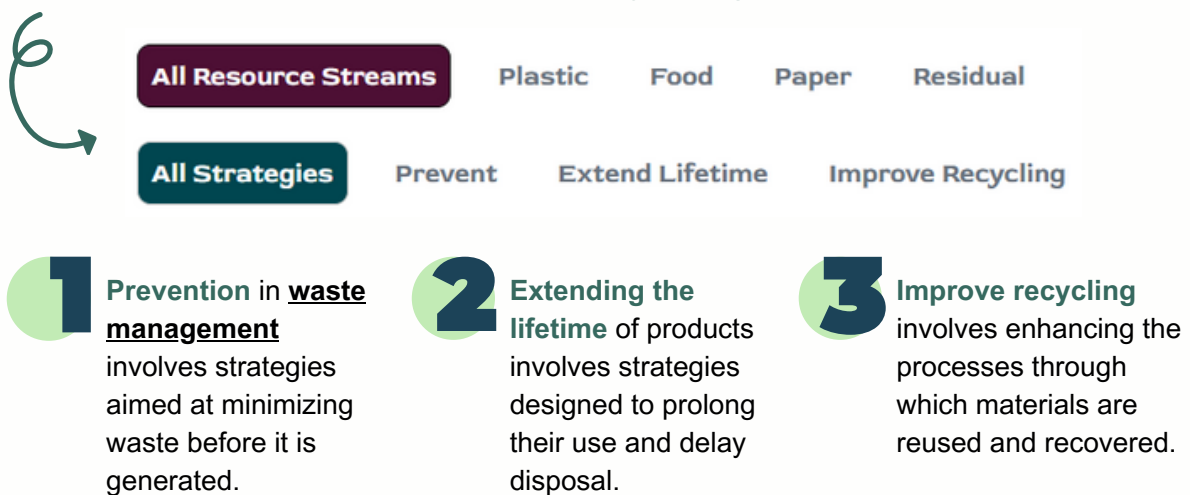 All Resource Streams Plastic Food Paper Residual
All Strategies Prevent Extend Lifetime Improve Recycling
1 Prevention in waste
management
involves strategies
aimed at minimizing
waste before it is
generated.
2 Extending the
lifetime of products
involves strategies
designed to prolong
their use and delay
disposal.
3 Improve recycling
involves enhancing the
processes through
which materials are
reused and recovered.